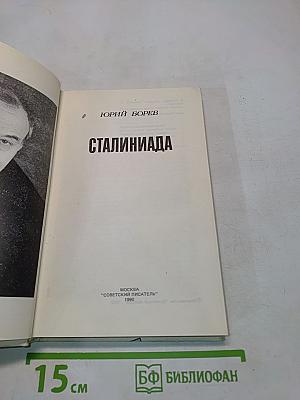 ЮРИЙ БОРЕВ
СТАЛИНИАДА
МОСКВА
"СОВЕТСКИЙ ПИСАТЕЛЬ"
1990
15 см
БФ БИБЛИОФАН